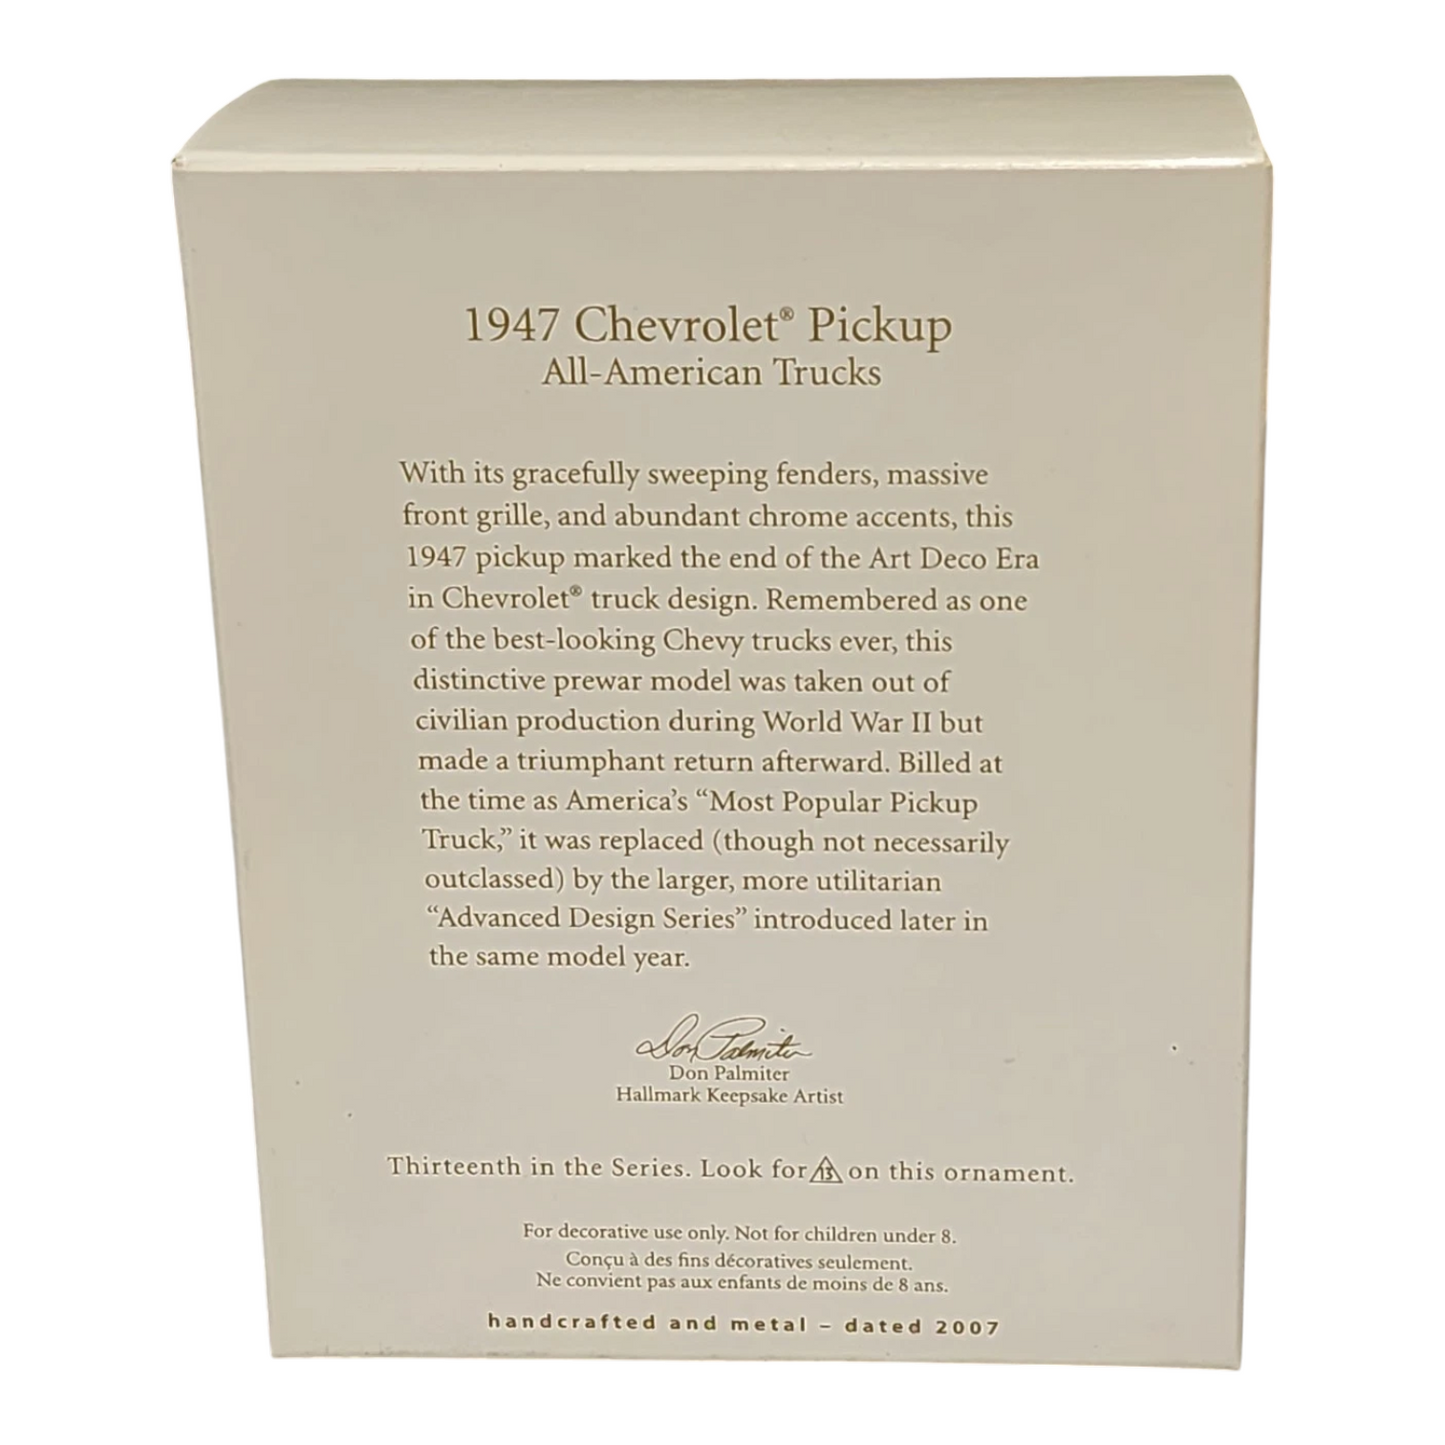 1947 Chevrolet® Pickup
All-American Trucks
With its gracefully sweeping fenders, massive
front grille, and abundant chrome accents, this
1947 pickup marked the end of the Art Deco Era
in Chevrolet® truck design. Remembered as one
of the best-looking Chevy trucks ever, this
distinctive prewar model was taken out of
civilian production during World War II but
made a triumphant return afterward. Billed at
the time as America's “Most Popular Pickup
Truck,” it was replaced (though not necessarily
outclassed) by the larger, more utilitarian
“Advanced Design Series” introduced later in
the same model year.
Don Palmiter
Don Palmiter
Hallmark Keepsake Artist
Thirteenth in the Series. Look for 13 on this ornament.
For decorative use only. Not for children under 8.
Conçu à des fins décoratives seulement.
Ne convient pas aux enfants de moins de 8 ans.
handcrafted and metal – dated 2007